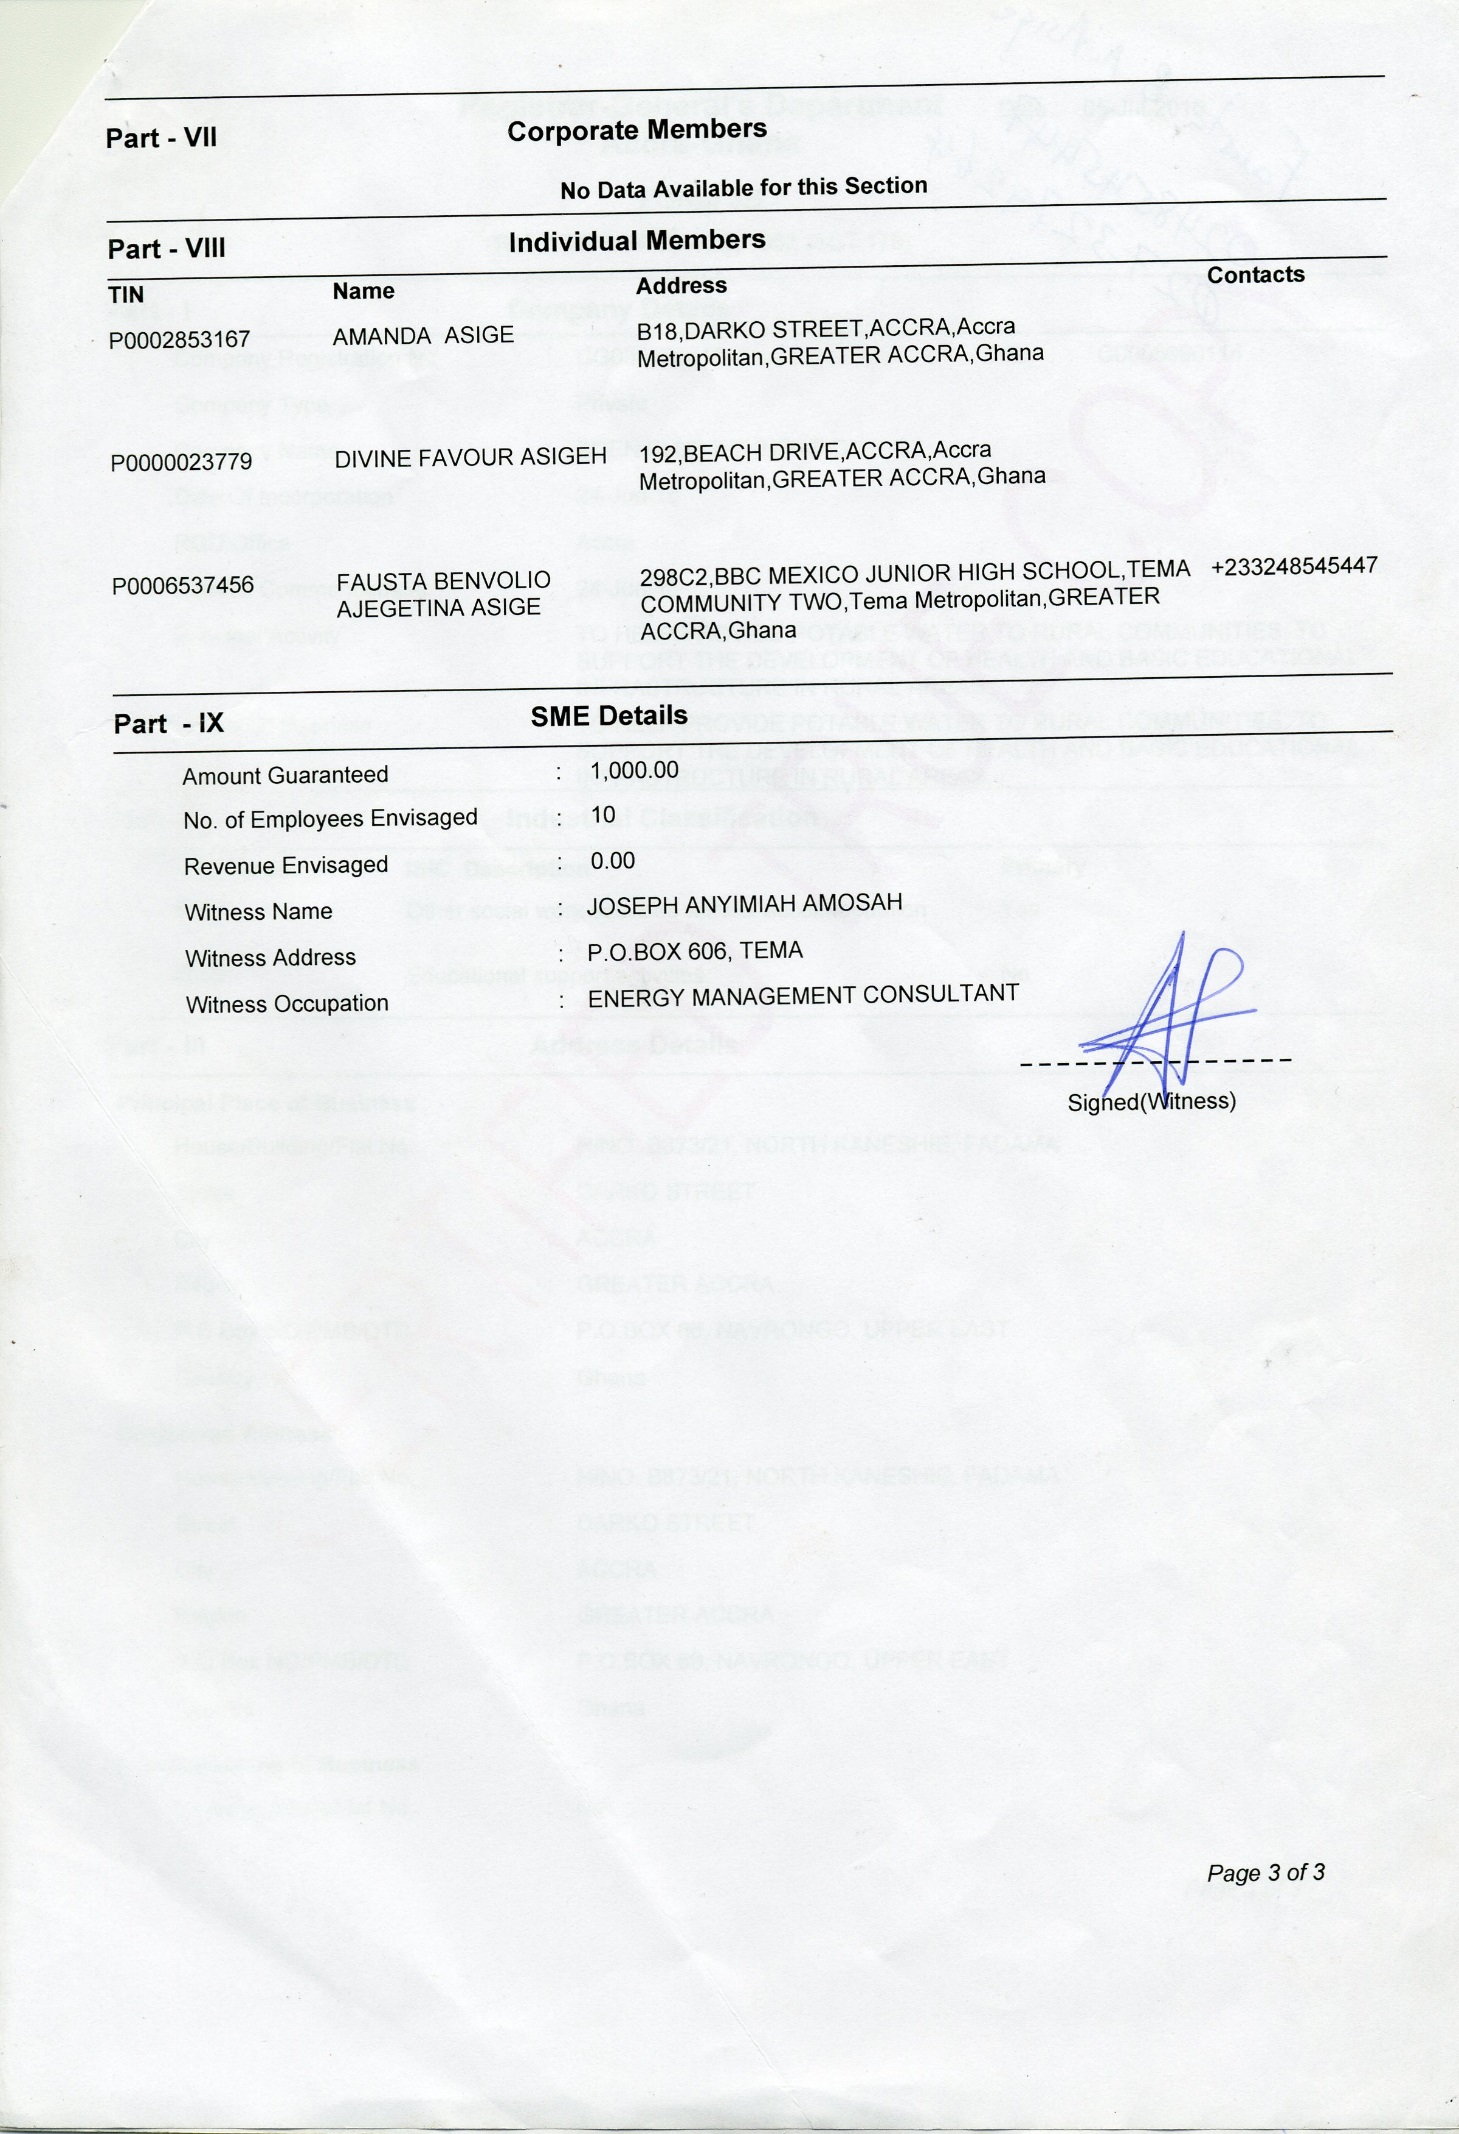 Part - VII Corporate Members
No Data Available for this Section
Part - VIII Individual Members
TIN Name Address Contacts
P0002853167 AMANDA ASIGE B18,DARKO STREET,ACCRA,Accra
Metropolitan,GREATER ACCRA,Ghana
P0000023779 DIVINE FAVOUR ASIGEH 192,BEACH DRIVE,ACCRA,Accra
Metropolitan,GREATER ACCRA,Ghana
P0006537456 FAUSTA BENVOLIO 298C2,BBC MEXICO JUNIOR HIGH SCHOOL,TEMA +233248545447
AJEGETINA ASIGE COMMUNITY TWO,Tema Metropolitan,GREATER
ACCRA,Ghana
Part - IX SME Details
Amount Guaranteed : 1,000.00
No. of Employees Envisaged : 10
Revenue Envisaged : 0.00
Witness Name : JOSEPH ANYIMIAH AMOSAH
Witness Address : P.O.BOX 606, TEMA
Witness Occupation : ENERGY MANAGEMENT CONSULTANT
Signed(Witness)
Page 3 of 3